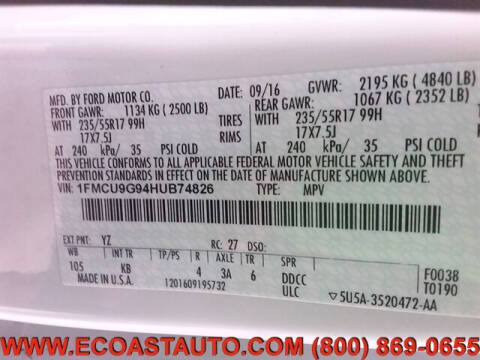 MFD. BY FORD MOTOR CO.
DATE: 09/16 GVWR: 2195 KG ( 4840 LB)
FRONT GAWR: 1134 KG ( 2500 LB) REAR GAWR: 1067 KG ( 2352 LB)
WITH 235/55R17 99H TIRES WITH 235/55R17 99H
17X7.5J RIMS 17X7.5J
AT 240 kPa/ 35 PSI COLD AT 240 kPa/ 35 PSI COLD
THIS VEHICLE CONFORMS TO ALL APPLICABLE FEDERAL MOTOR VEHICLE SAFETY AND THEFT
PREVENTION STANDARDS IN EFFECT ON THE DATE OF MANUFACTURE SHOWN ABOVE.
VIN: 1FMCU9G94HUB74826 TYPE: MPV
EXT PNT: YZ RC: 27 DSO:
WB INT TR TP/PS R AXLE TR SPR
105 KB 4 3A 6 DDCC F0038
MADE IN U.S.A. 1201609195732 ULC ▽5U5A-3520472-AA T0190
WWW.ECOASTAUTO.COM (800) 869-0655